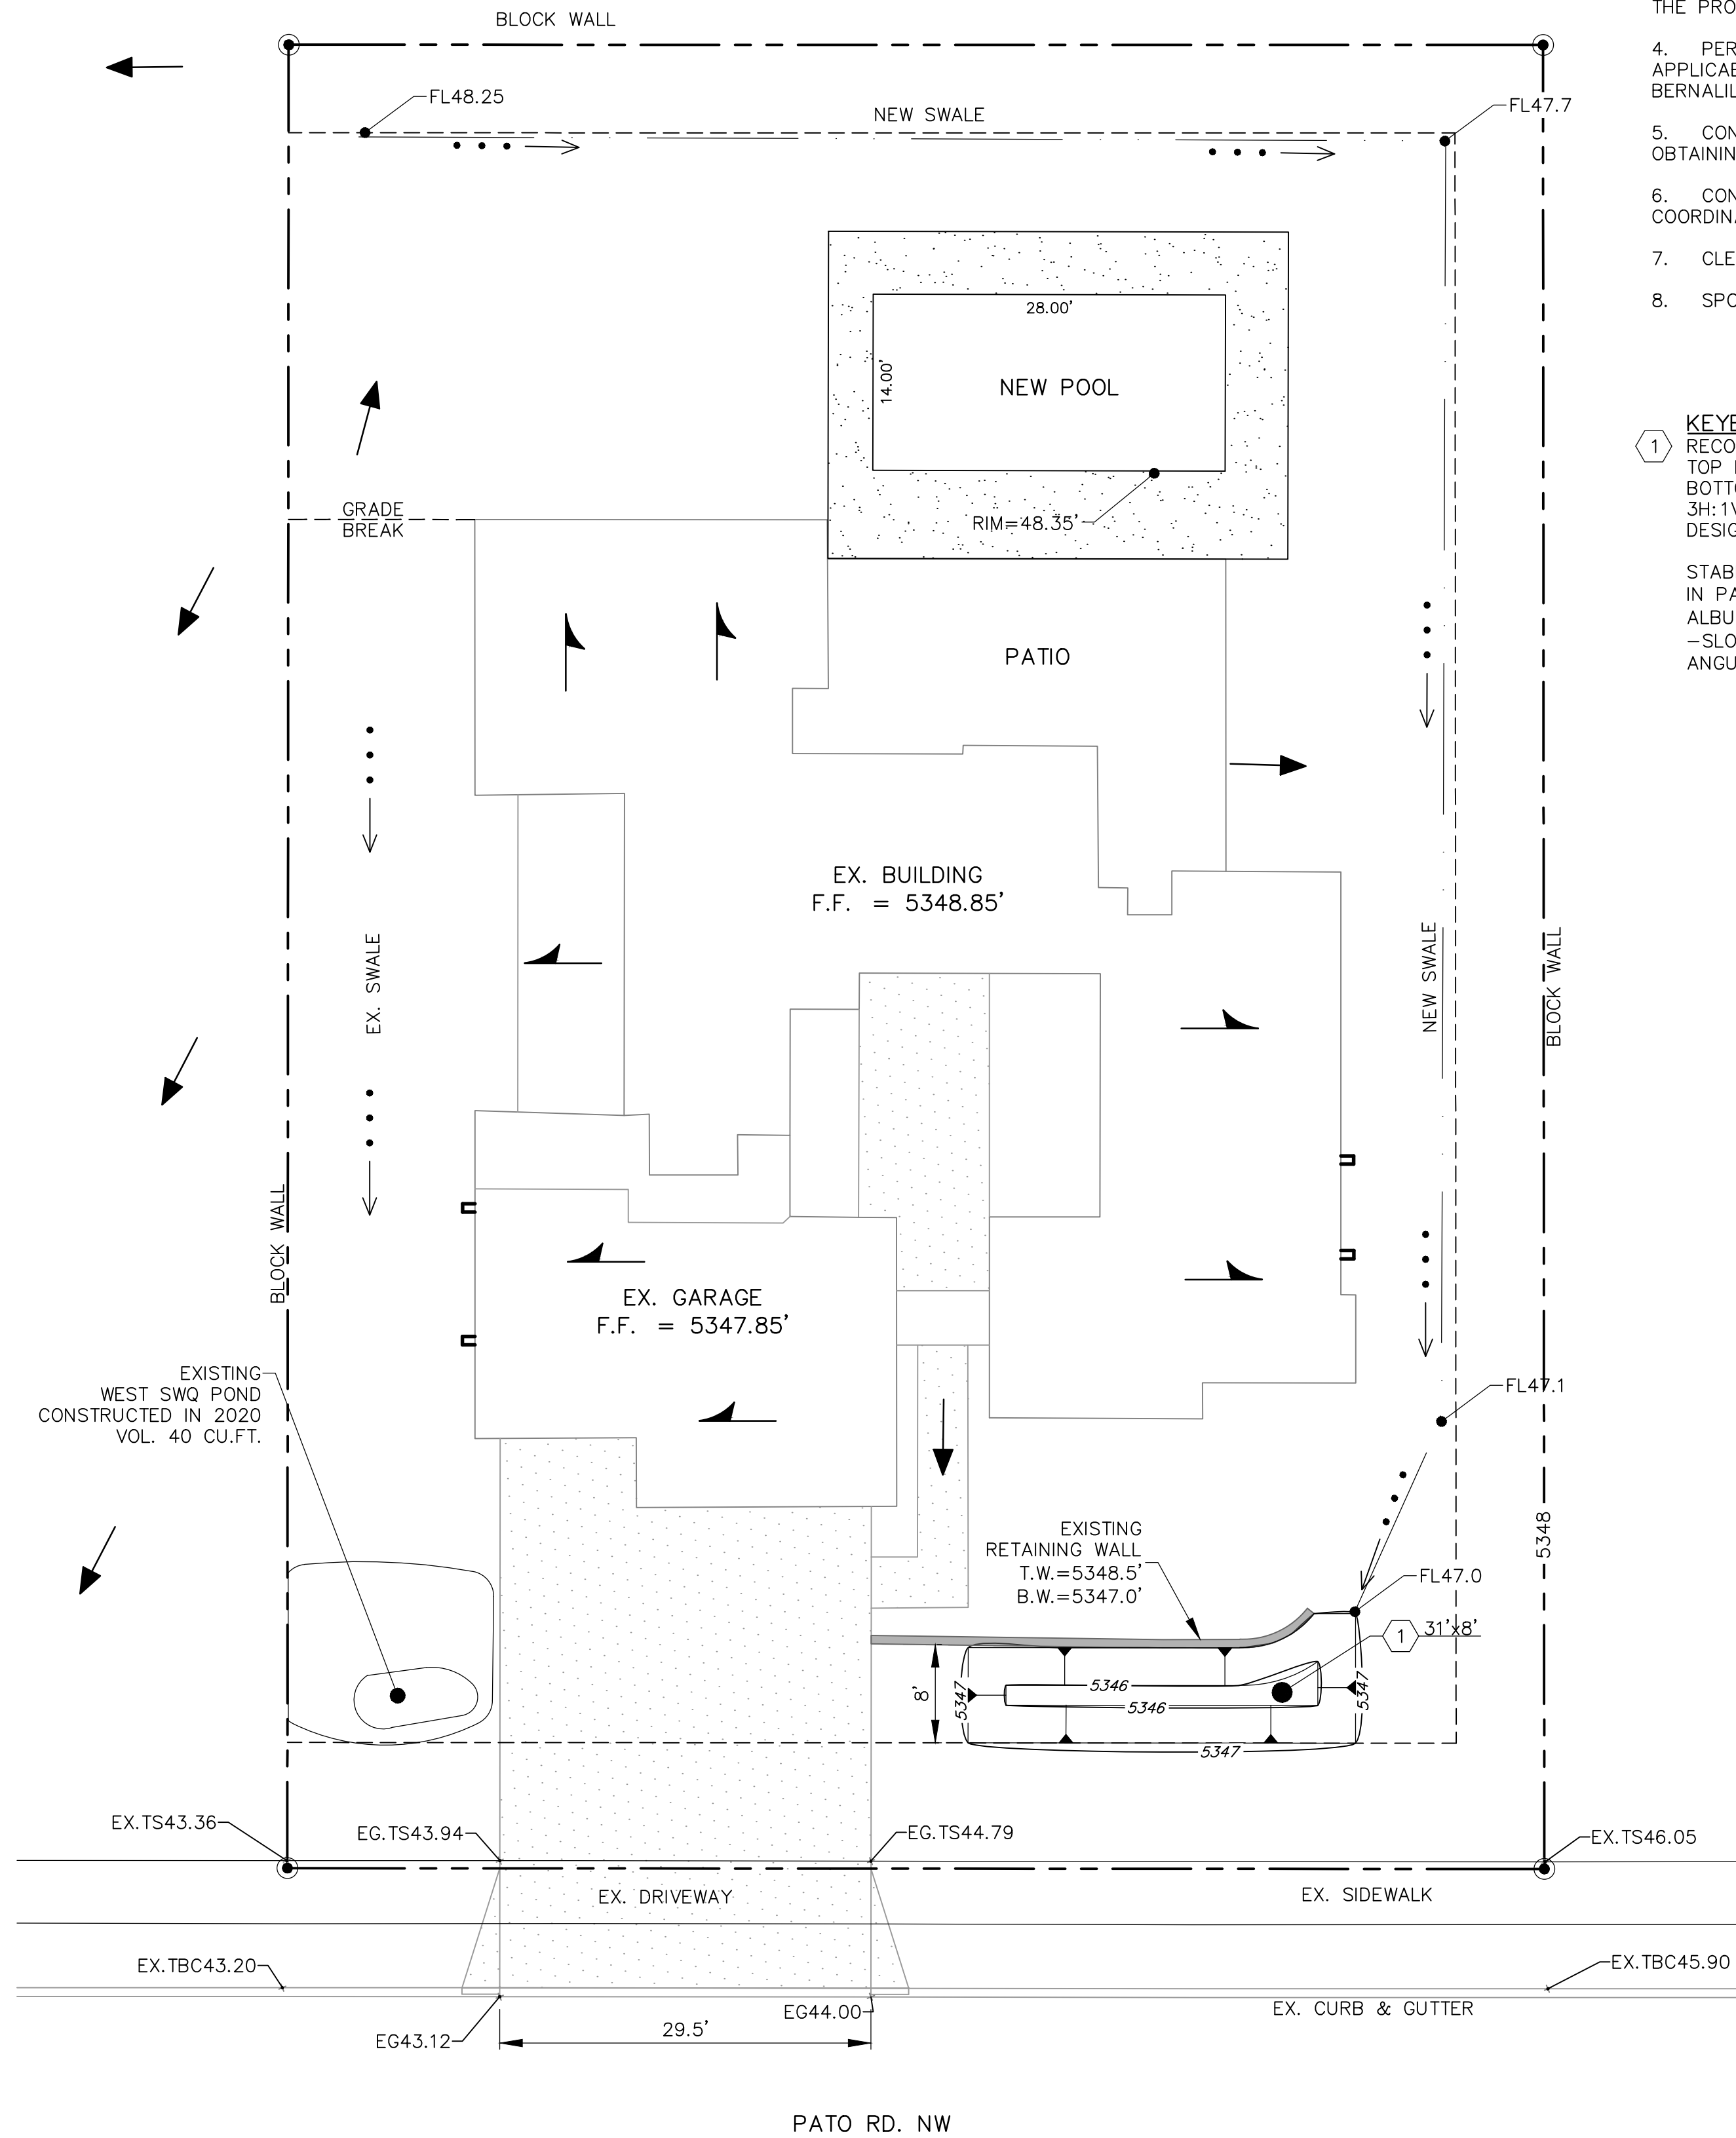 BLOCK WALL
THE PRO
4. PER
APPLICAB
BERNALIL
5. CON
OBTAININ
6. CON
COORDIN
7. CLE
8. SPO
FL48.25
NEW SWALE
FL47.7
28.00'
14.00'
NEW POOL
RIM=48.35'
GRADE
BREAK
1
KEYE
RECO
TOP
BOTTO
3H:1V
DESIG
STAB
IN PA
ALBU
-SLO
ANGU
PATIO
EX. BUILDING
F.F. = 5348.85'
EX. SWALE
NEW SWALE
BLOCK WALL
BLOCK WALL
EX. GARAGE
F.F. = 5347.85'
EXISTING
WEST SWQ POND
CONSTRUCTED IN 2020
VOL. 40 CU.FT.
FL47.1
5348
EXISTING
RETAINING WALL
T.W.=5348.5'
B.W.=5347.0'
FL47.0
1
31'x8'
8'
5347
5346
5346
5347
5347
EX.TS43.36
EG.TS43.94
EG.TS44.79
EX.TS46.05
EX. DRIVEWAY
EX. SIDEWALK
EX.TBC43.20
EX.TBC45.90
EG44.00
EX. CURB & GUTTER
EG43.12
29.5'
PATO RD. NW